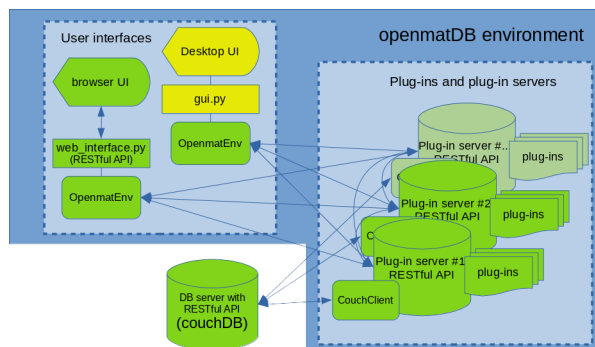 openmatDB environment
User interfaces
Desktop UI
browser UI
gui.py
web_interface.py
(RESTful API)
OpenmatEnv
OpenmatEnv
Plug-ins and plug-in servers
Plug-in server #..
RESTful API
plug-ins
Plug-in server #2
RESTful API
plug-ins
Plug-in server #1
RESTful API
plug-ins
CouchClient
DB server with
RESTful API
(couchDB)